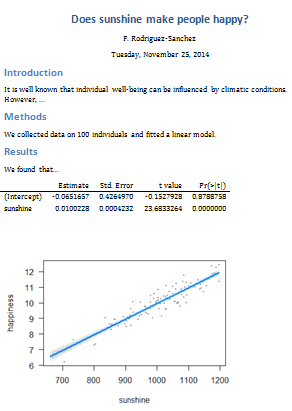 Does sunshine make people happy?
F. Rodriguez-Sanchez
Tuesday, November 25, 2014
Introduction
It is well known that individual well-being can be influenced by climatic conditions.
However, ...
Methods
We collected data on 100 individuals and fitted a linear model.
Results
We found that...
Estimate Std. Error t value Pr(>|t|)
(Intercept) -0.0651657 0.4264970 -0.1527928 0.8788758
sunshine 0.0100228 0.0004232 23.6833264 0.0000000
12
11
10
9
8
7
6
happiness
700 800 900 1000 1100 1200
sunshine